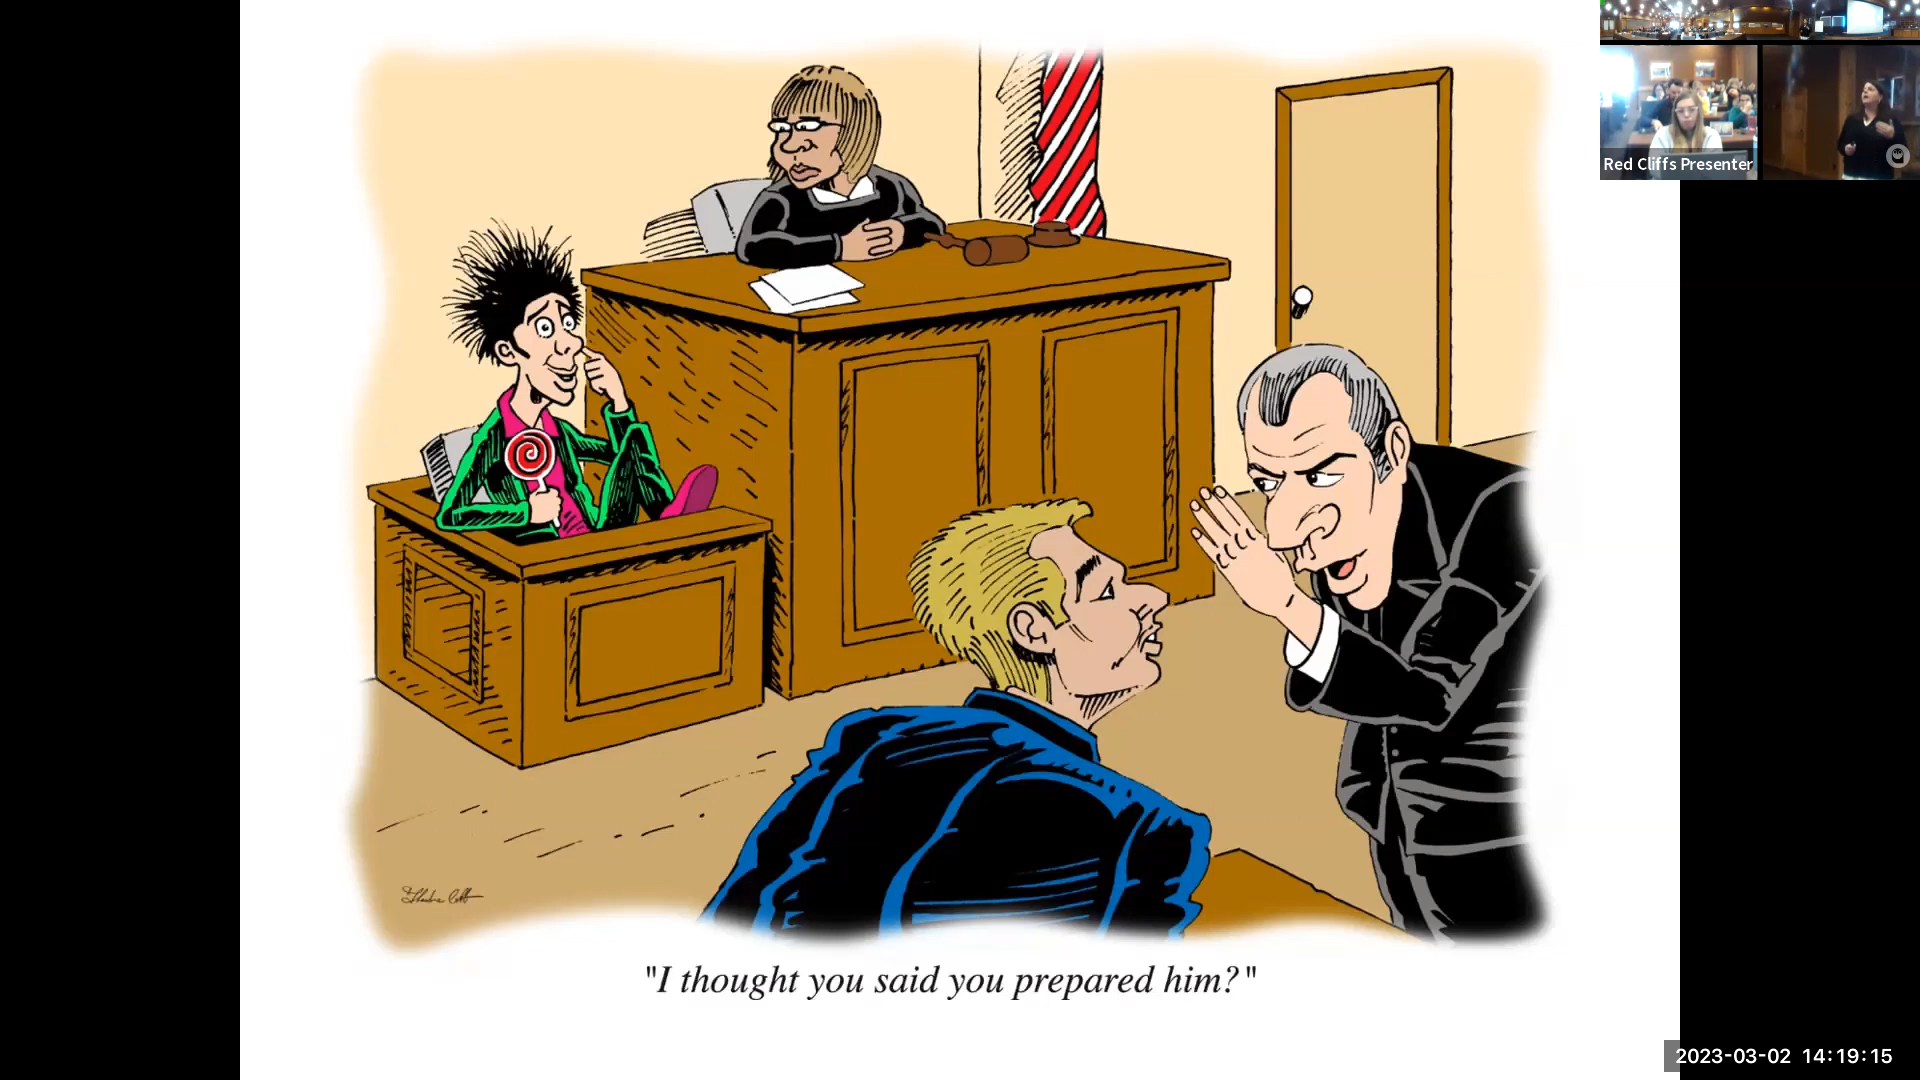 Red Cliffs Presenter
"I thought you said you prepared him?"
2023-03-02 14:19:15